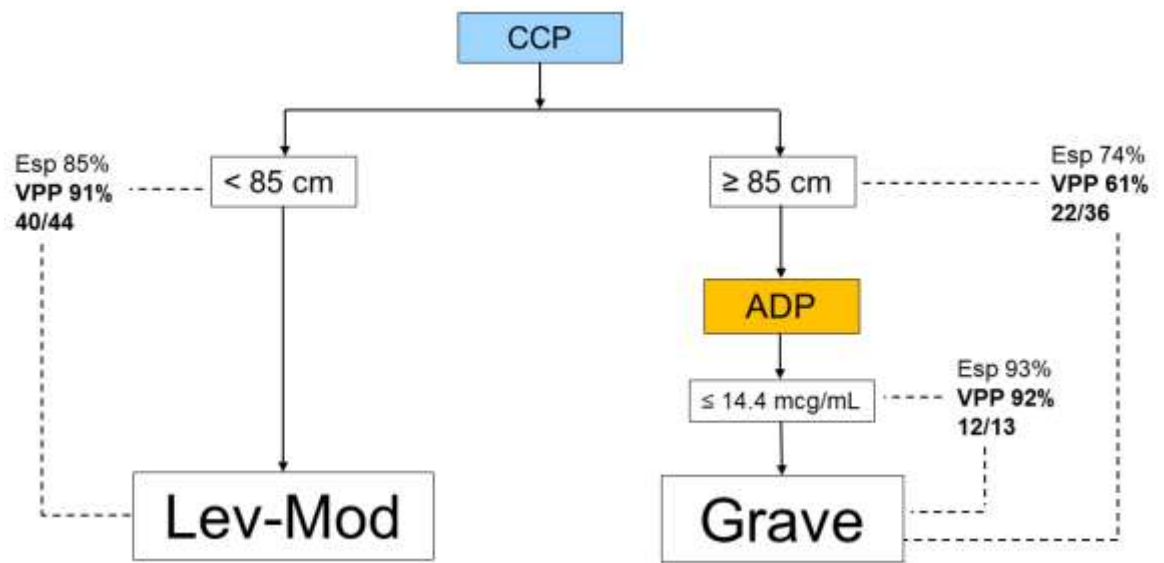 CCP
Esp 85%
VPP 91%
40/44
< 85 cm
≥ 85 cm
Esp 74%
VPP 61%
22/36
ADP
≤ 14.4 mcg/mL
Esp 93%
VPP 92%
12/13
Lev-Mod
Grave